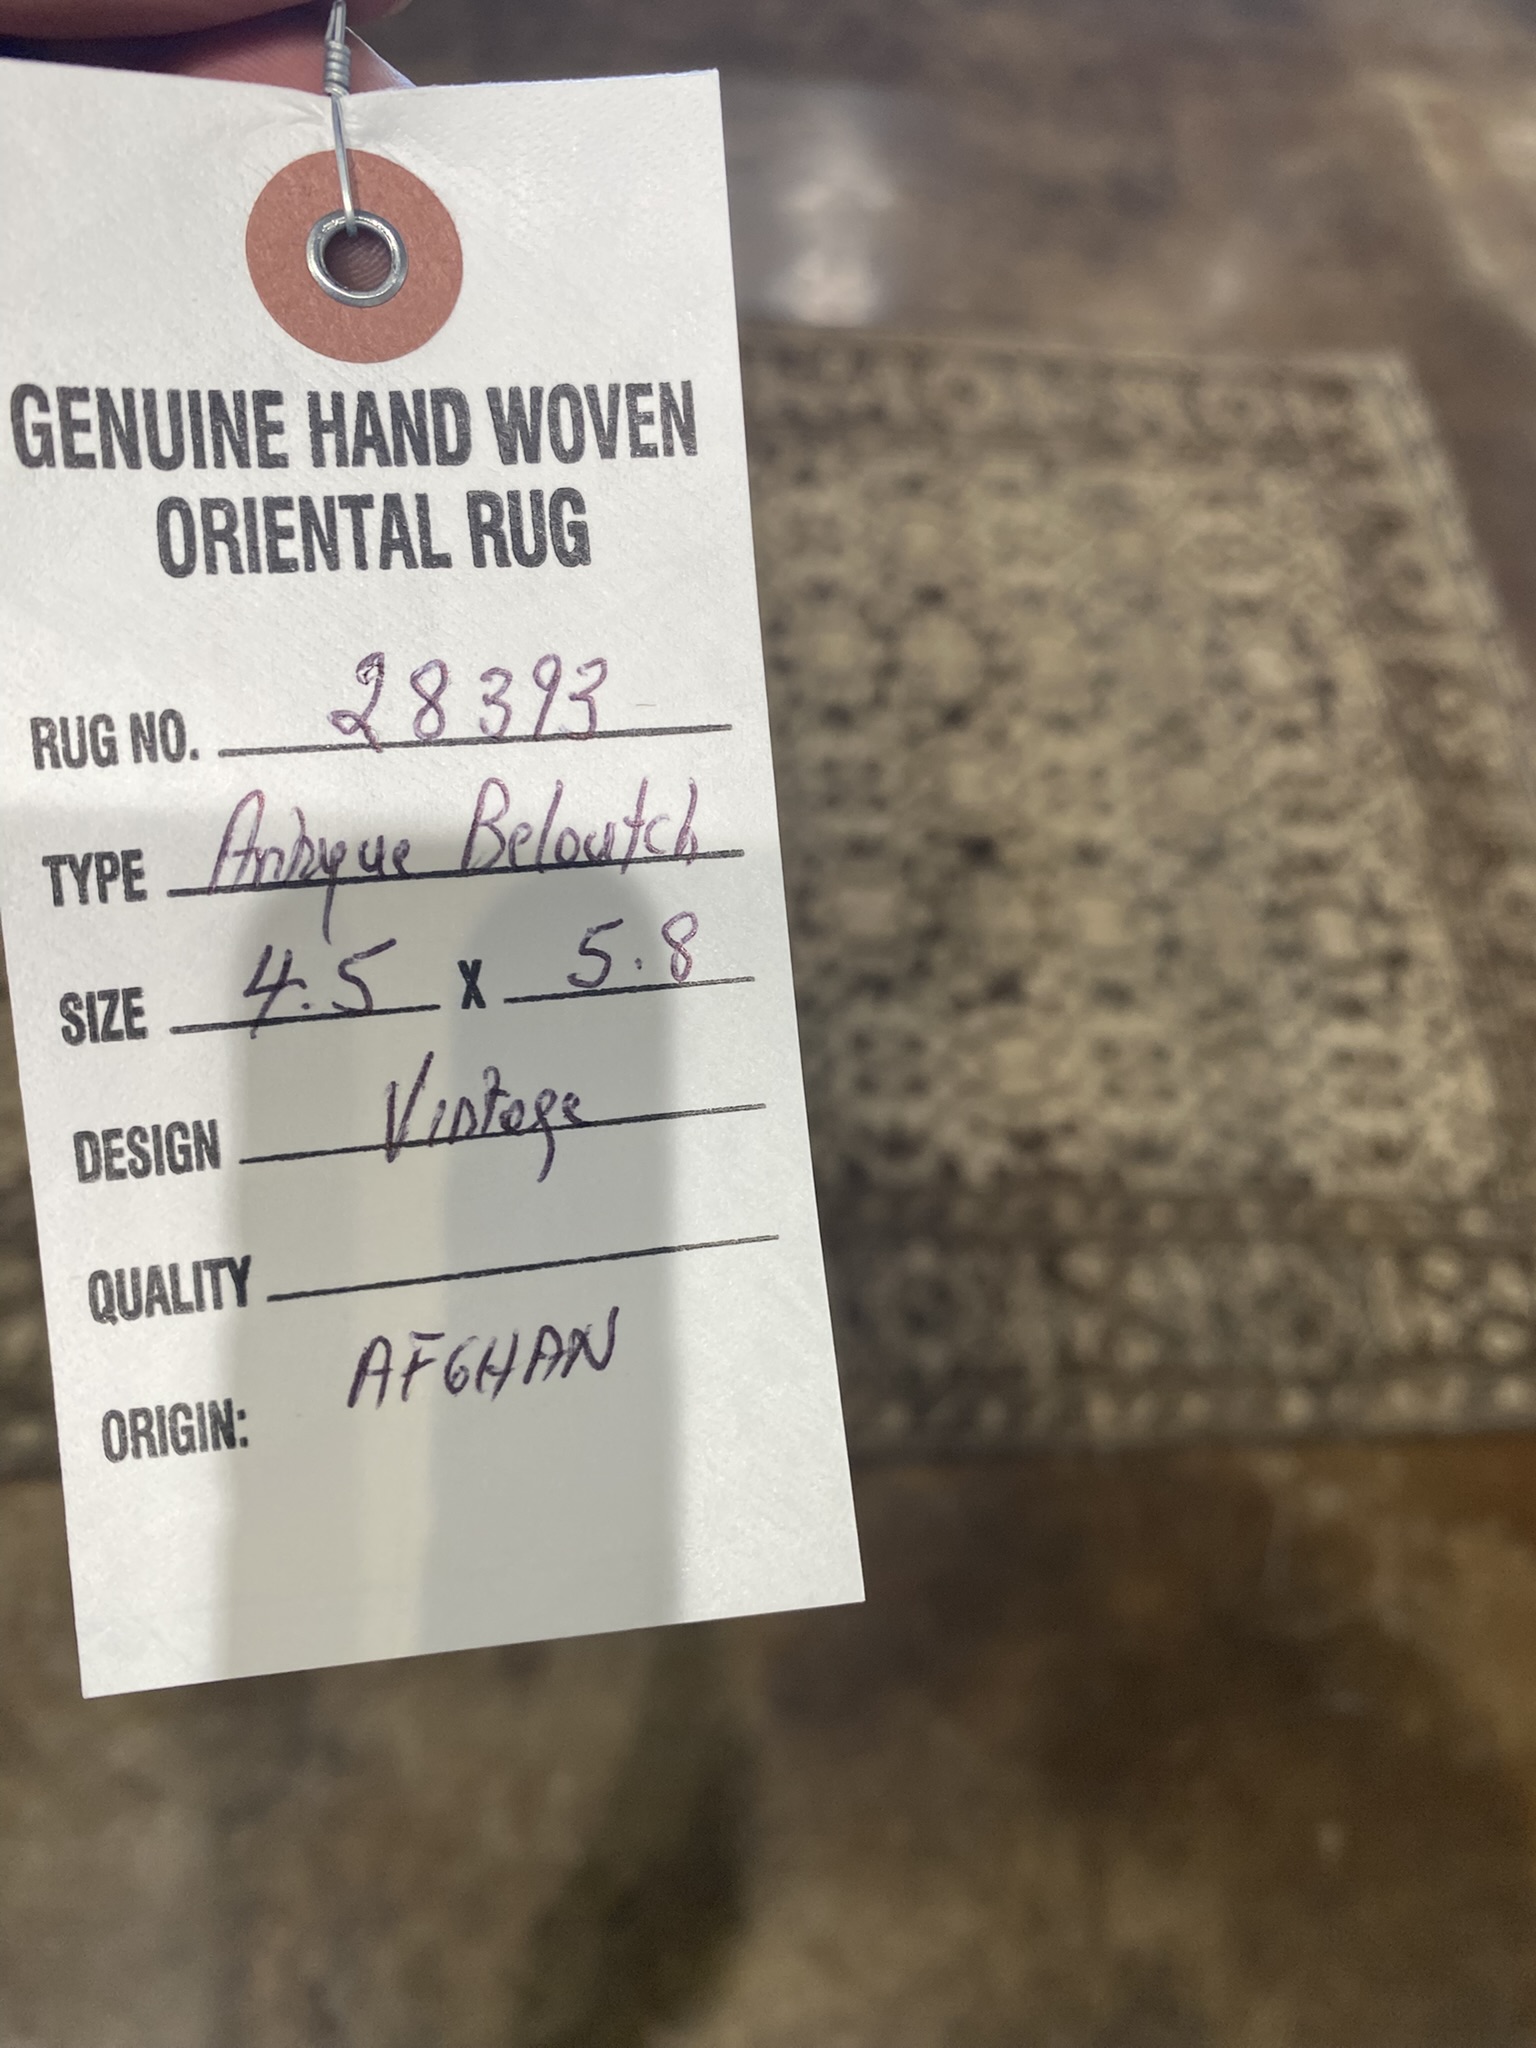 GENUINE HAND WOVEN
ORIENTAL RUG
RUG NO. 28393
TYPE Antique Beloutch
SIZE 4.5 X 5.8
DESIGN Vintage
QUALITY
ORIGIN: AFGHAN